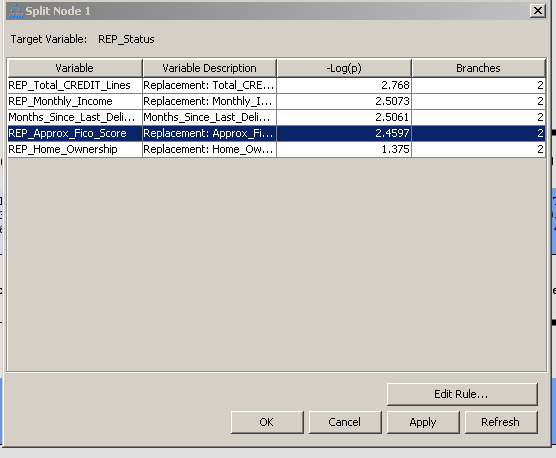 Split Node 1
Target Variable: REP_Status
Variable Variable Description -Log(p) Branches
REP_Total_CREDIT_Lines Replacement: Total_CRE... 2.768 2
REP_Monthly_Income Replacement: Monthly_I... 2.5073 2
Months_Since_Last_Deli... Months_Since_Last_Deli... 2.5061 2
REP_Approx_Fico_Score Replacement: Approx_Fi... 2.4597 2
REP_Home_Ownership Replacement: Home_Ow... 1.375 2
Edit Rule...
OK Cancel Apply Refresh